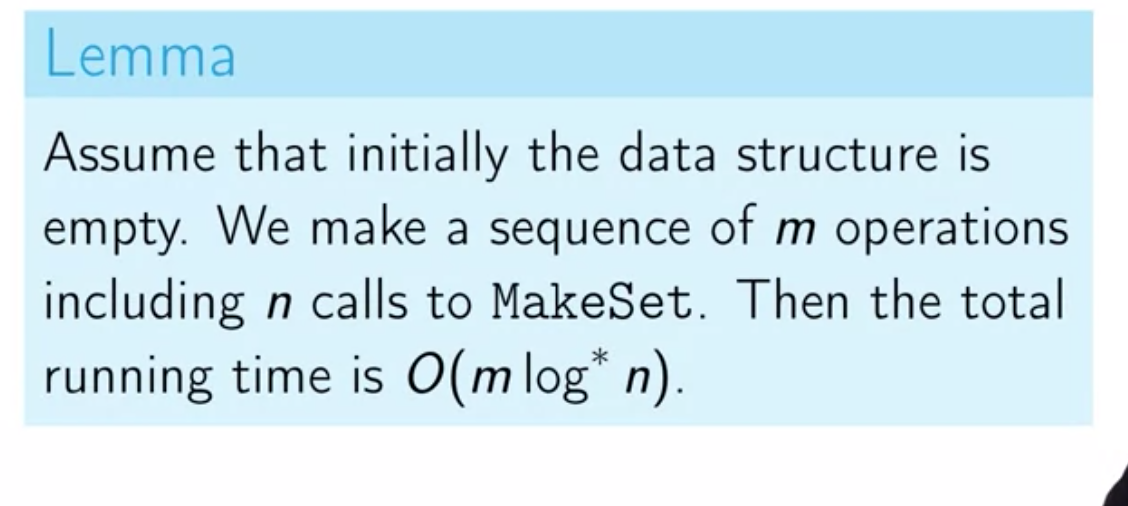 Lemma
Assume that initially the data structure is
empty. We make a sequence of m operations
including n calls to MakeSet. Then the total
running time is O(m log* n).